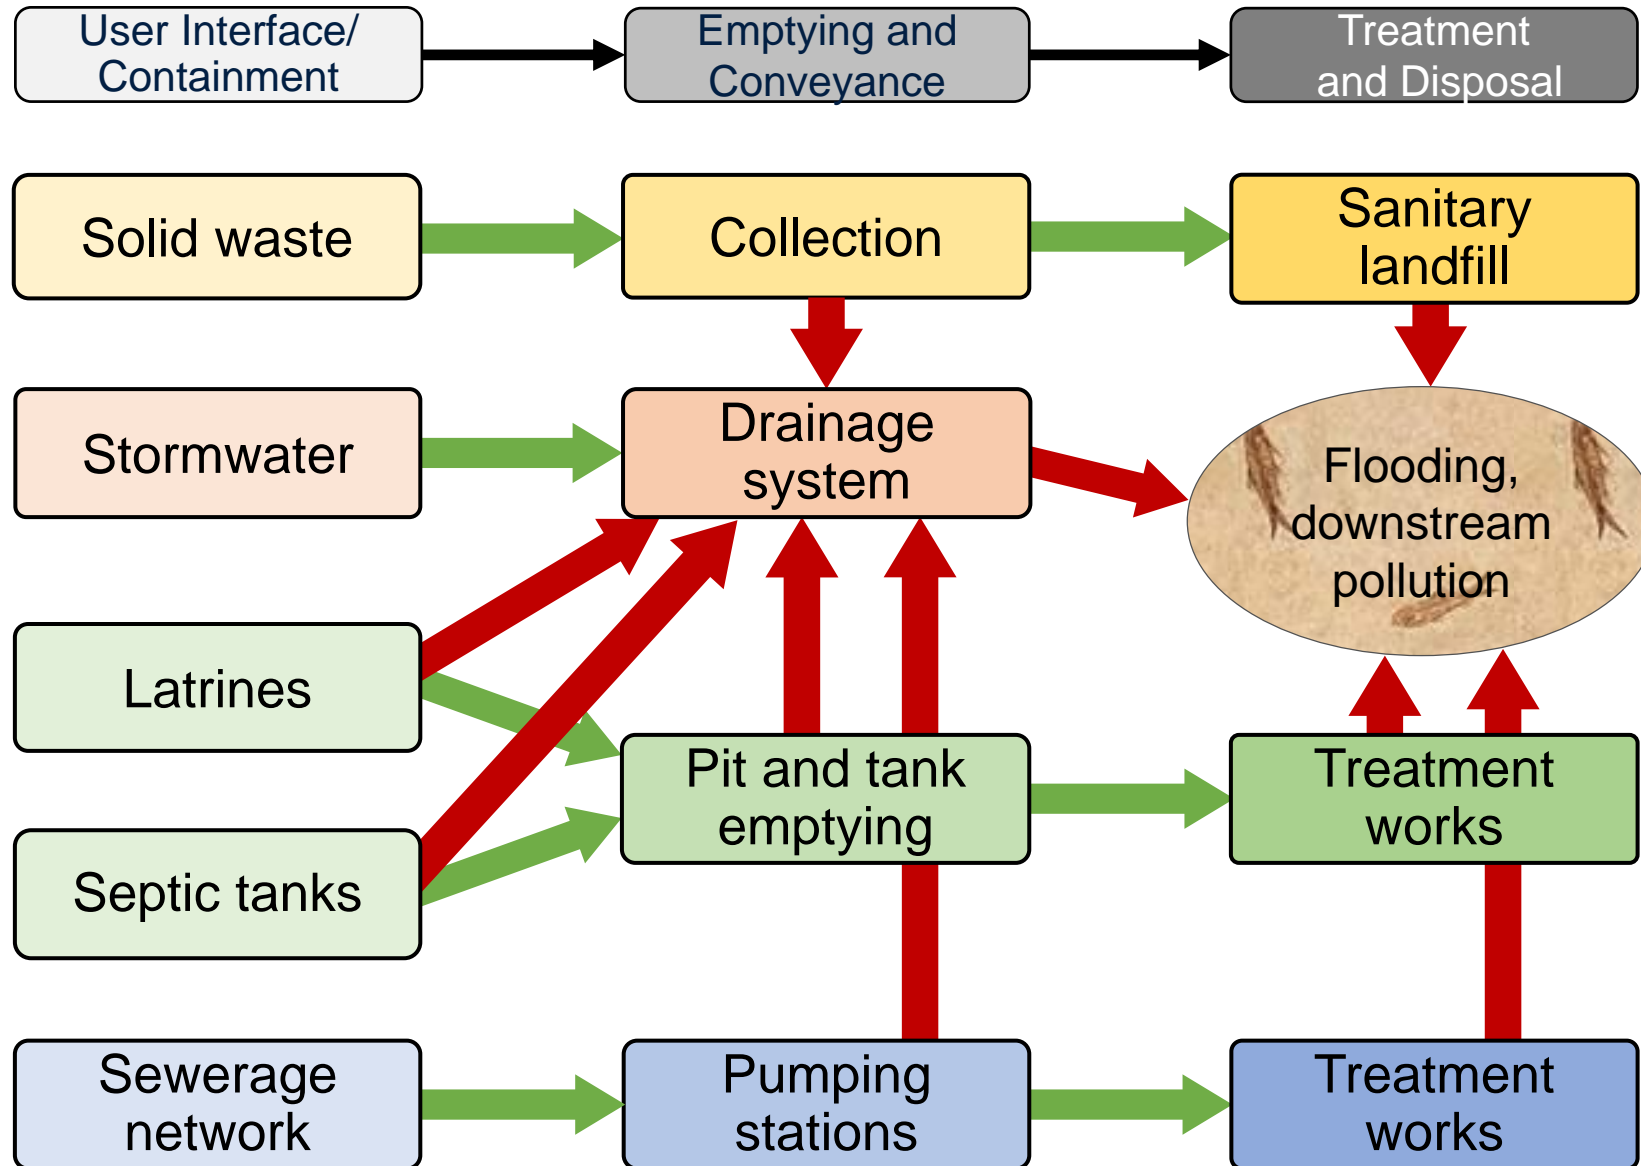 User Interface/
Containment
Emptying and
Conveyance
Treatment
and Disposal
Solid waste
Collection
Sanitary
landfill
Stormwater
Drainage
system
Flooding,
downstream
pollution
Latrines
Pit and tank
emptying
Treatment
works
Septic tanks
Sewerage
network
Pumping
stations
Treatment
works